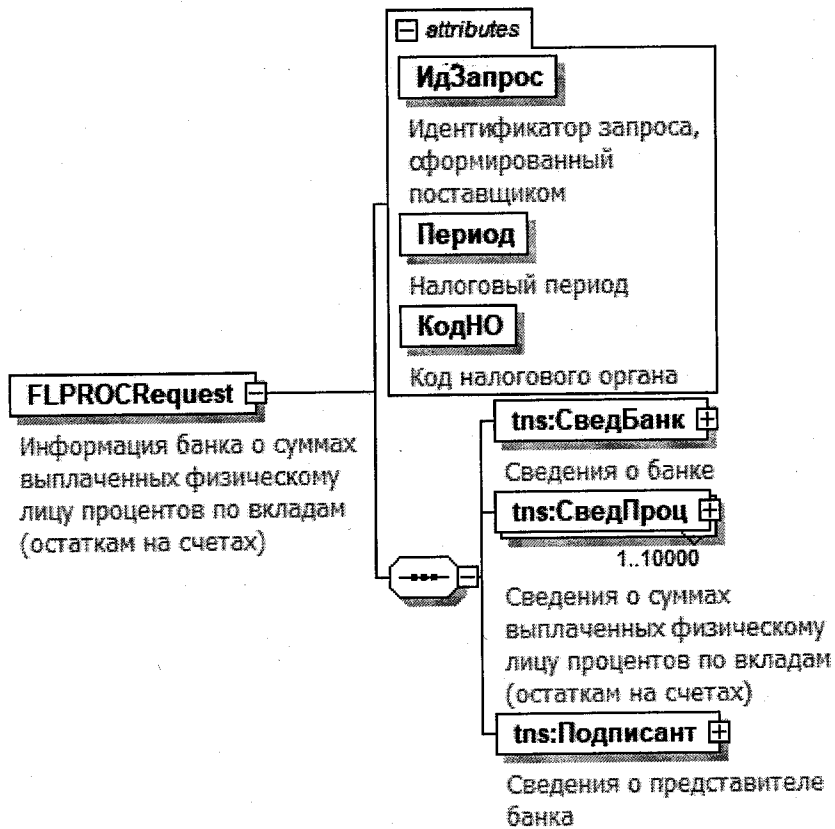 attributes
ИдЗапрос
Идентификатор запроса,
сформированный
поставщиком
Период
Налоговый период
КодНО
Код налогового органа
FLPROCRequest
Информация банка о суммах
выплаченных физическому
лицу процентов по вкладам
(остаткам на счетах)
tns:СведБанк
Сведения о банке
tns:СведПроц
1..10000
Сведения о суммах
выплаченных физическому
лицу процентов по вкладам
(остаткам на счетах)
tns:Подписант
Сведения о представителе
банка